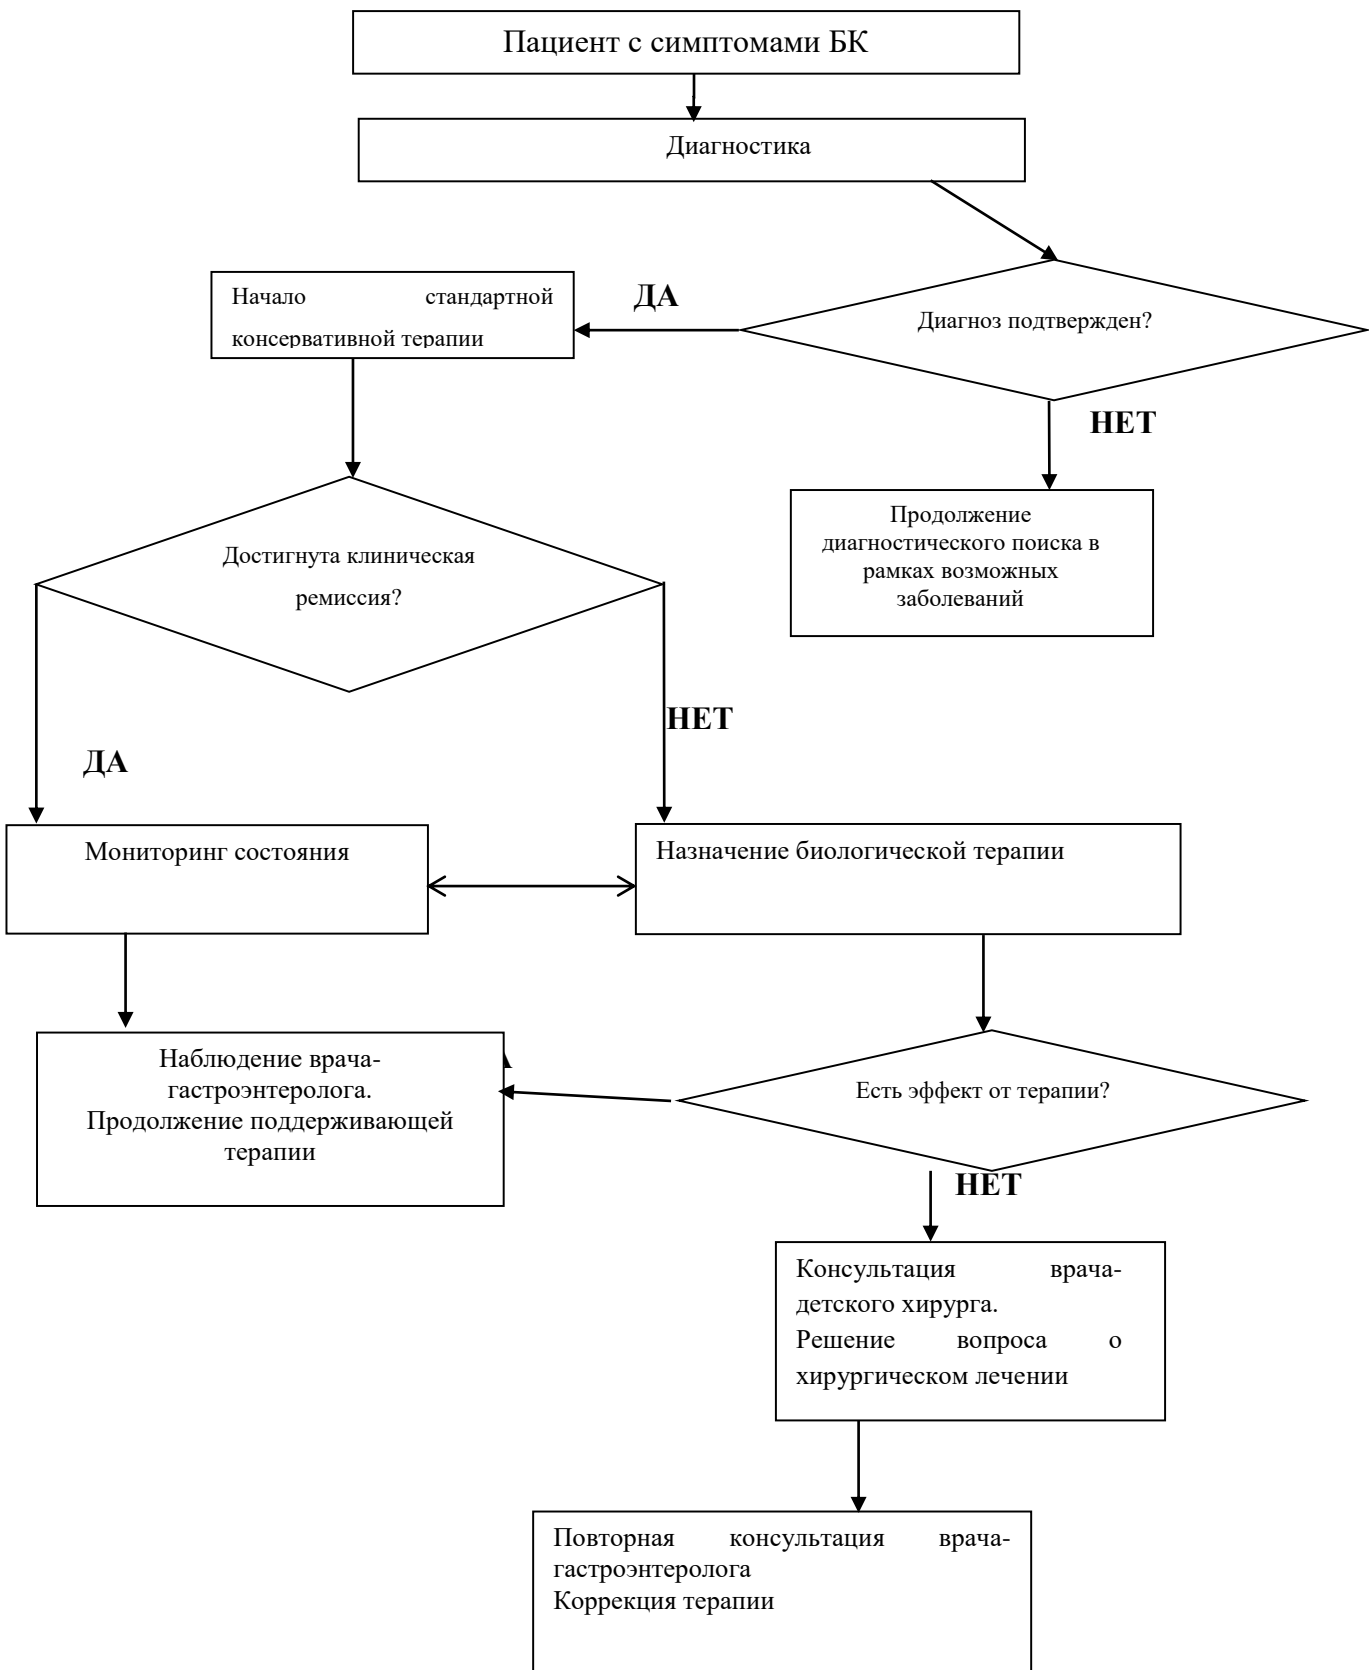 Пациент с симптомами БК
Диагностика
Диагноз подтвержден?
ДА
Начало стандартной
консервативной терапии
НЕТ
Продолжение
диагностического поиска в
рамках возможных
заболеваний
Достигнута клиническая
ремиссия?
НЕТ
ДА
Мониторинг состояния
Назначение биологической терапии
Наблюдение врача-
гастроэнтеролога.
Продолжение поддерживающей
терапии
Есть эффект от терапии?
НЕТ
Консультация врача-
детского хирурга.
Решение вопроса о
хирургическом лечении
Повторная консультация врача-
гастроэнтеролога
Коррекция терапии